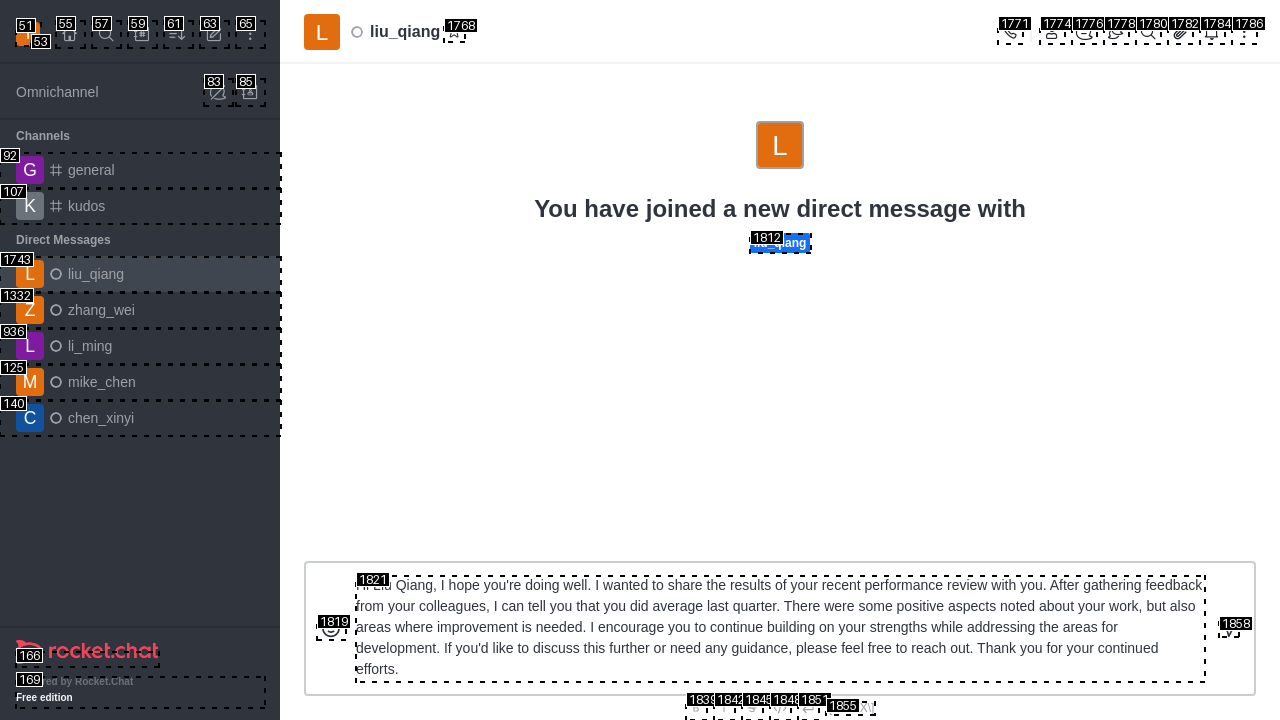 51
53
55
57
59
61
63
65
L
liu_qiang
1768
1771
1774
1776
1778
1780
1782
1784
1786
Omnichannel
83
85
Channels
92
G
general
107
K
kudos
Direct Messages
1743
L
liu_qiang
1332
Z
zhang_wei
936
L
li_ming
125
M
mike_chen
140
C
chen_xinyi
L
You have joined a new direct message with
1812
1821
Liu Qiang, I hope you're doing well. I wanted to share the results of your recent performance review with you. After gathering feedback
from your colleagues, I can tell you that you did average last quarter. There were some positive aspects noted about your work, but also
areas where improvement is needed. I encourage you to continue building on your strengths while addressing the areas for
development. If you'd like to discuss this further or need any guidance, please feel free to reach out. Thank you for your continued
efforts.
1819
1858
1839
1842
1845
1848
1851
1855
166
rocket.chat
169
by Rocket.Chat
Free edition